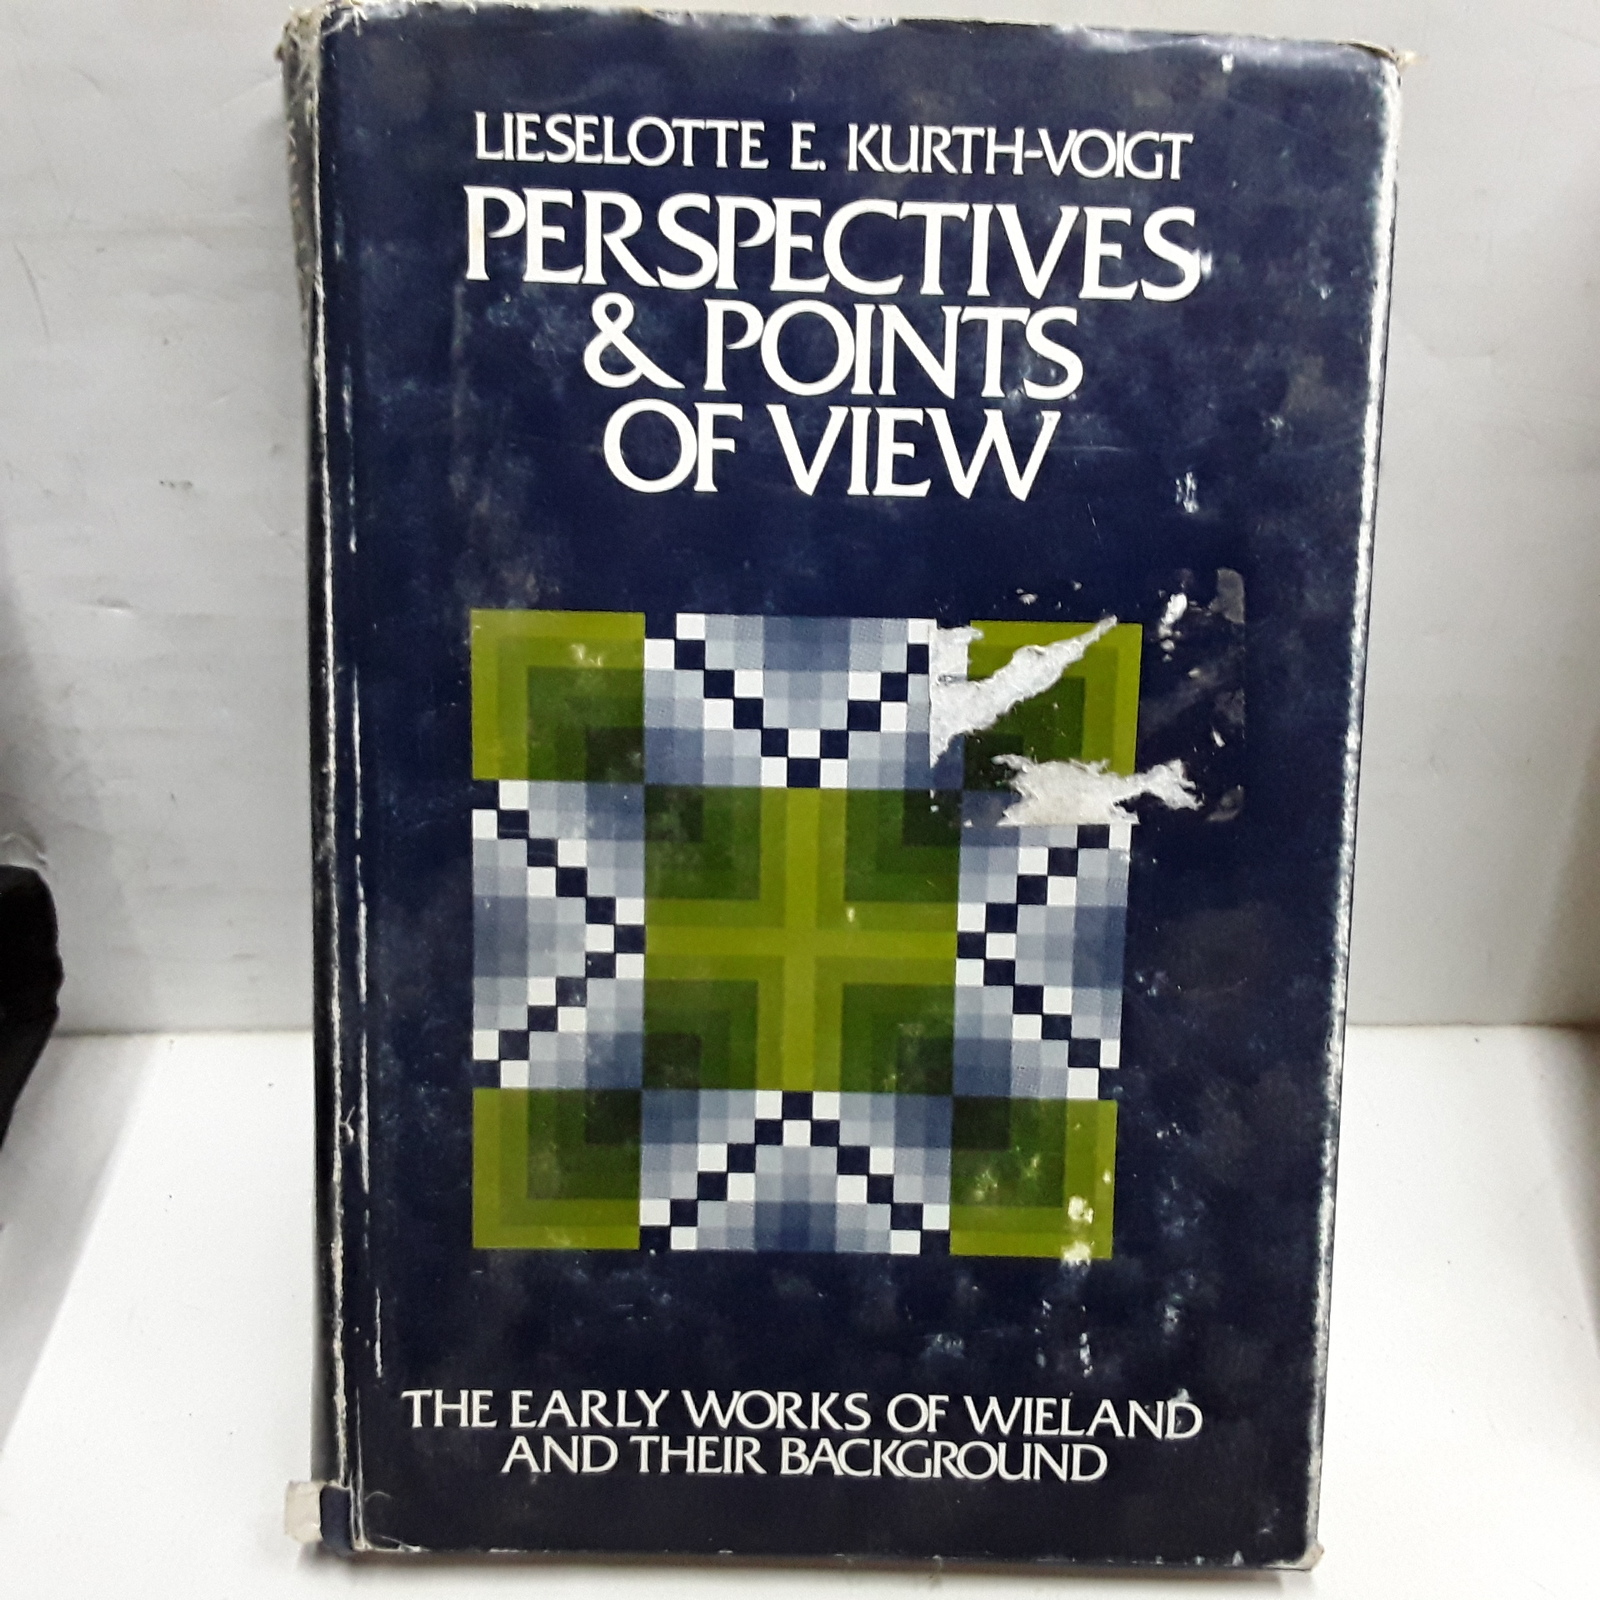 LIESELOTTE E. KURTH-VOIGT
PERSPECTIVES
& POINTS
OF VIEW
THE EARLY WORKS OF WIELAND
AND THEIR BACKGROUND